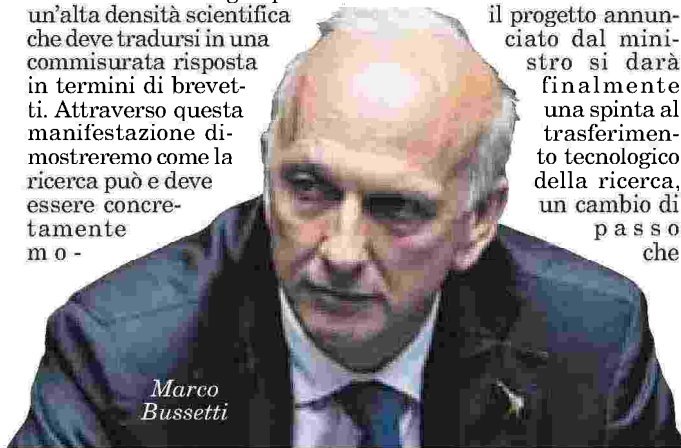 un'alta densità scientifica
che deve tradursi in una
commisurata risposta
in termini di brevet-
ti. Attraverso questa
manifestazione di-
mostreremo come la
ricerca può e deve
essere concre-
tamente
mo-
il progetto annun-
ciato dal mini-
stro si darà
finalmente
una spinta al
trasferimen-
to tecnologico
della ricerca,
un cambio di
passo
che
Marco
Bussetti